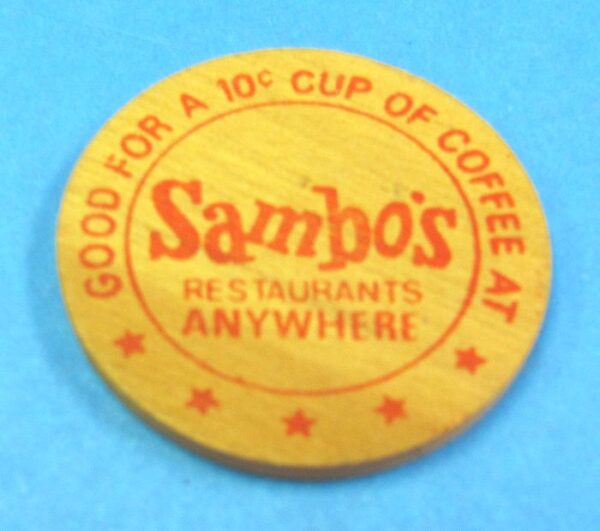 GOOD FOR A 10¢ CUP OF COFFEE AT
Sambo's
RESTAURANTS
ANYWHERE